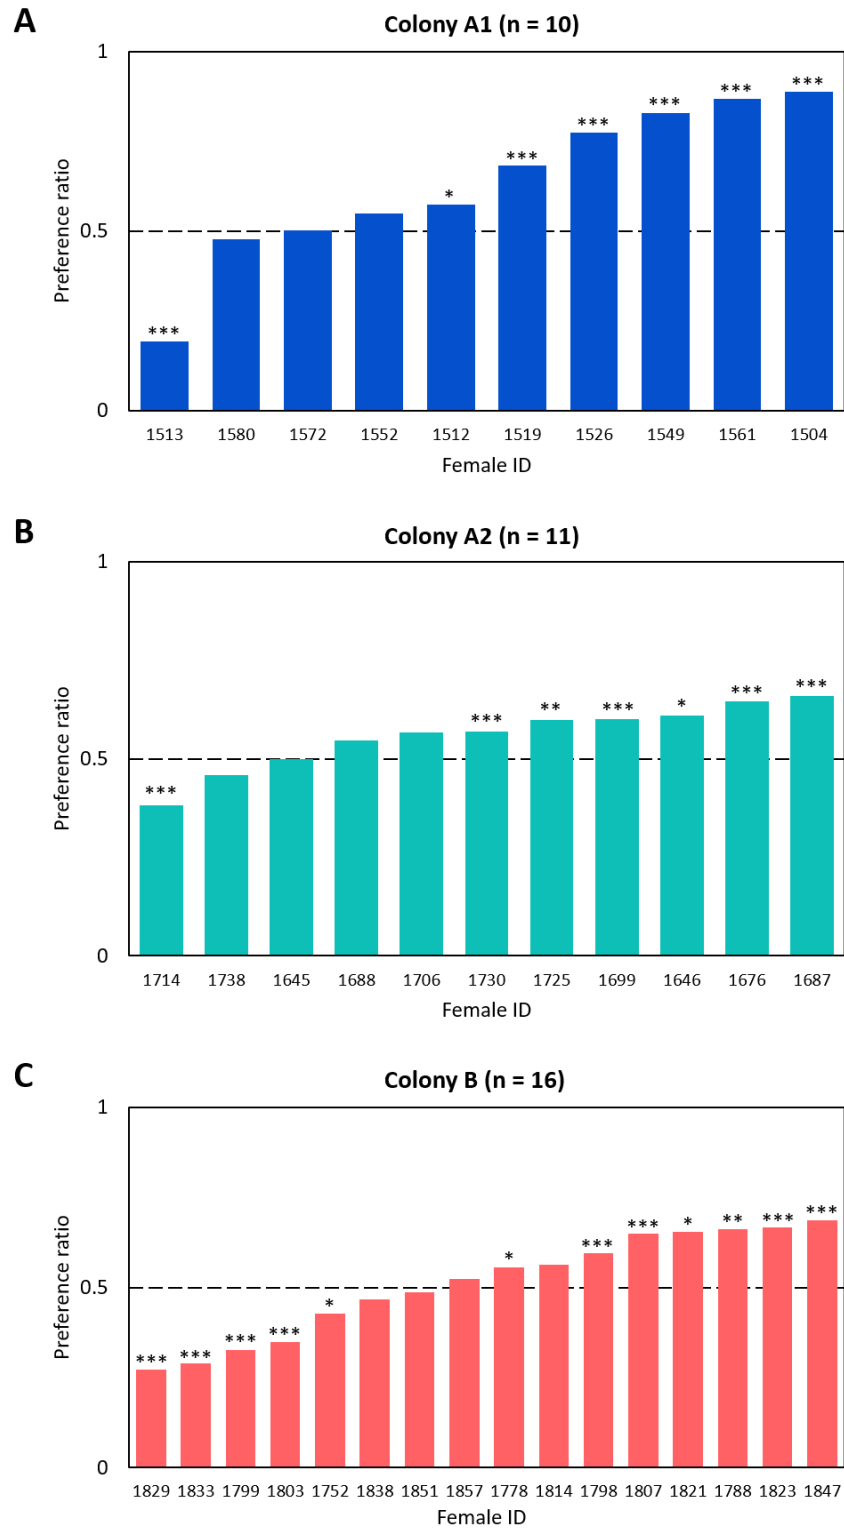 A
Colony A1 (n = 10)
1
0.5
0
Preference ratio
***
*
***
***
***
***
***
1513 1580 1572 1552 1512 1519 1526 1549 1561 1504
Female ID
B
Colony A2 (n = 11)
1
0.5
0
Preference ratio
***
***
**
***
*
***
***
1714 1738 1645 1688 1706 1730 1725 1699 1646 1676 1687
Female ID
C
Colony B (n = 16)
1
0.5
0
Preference ratio
***
***
***
***
*
*
***
***
*
**
***
***
1829 1833 1799 1803 1752 1838 1851 1857 1778 1814 1798 1807 1821 1788 1823 1847
Female ID